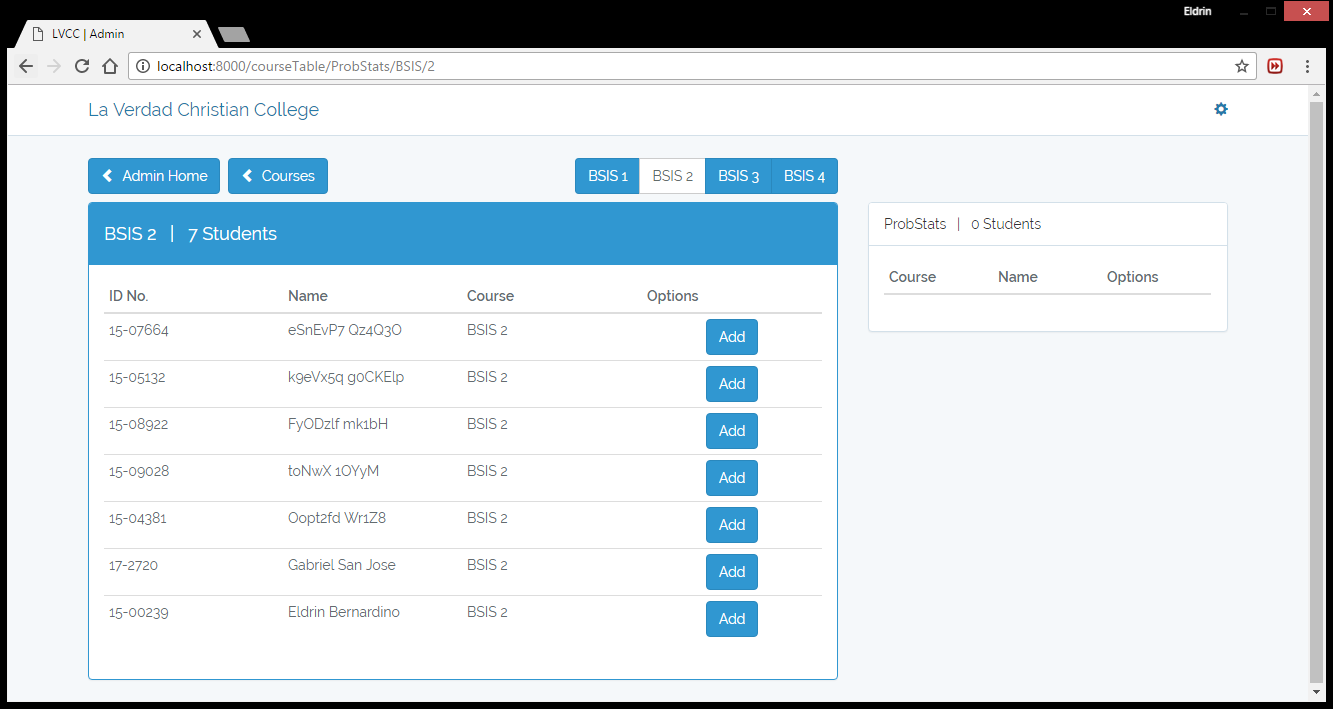 Eldrin
LVCC | Admin
localhost:8000/courseTable/ProbStats/BSIS/2
La Verdad Christian College
Admin Home Courses BSIS 1 BSIS 2 BSIS 3 BSIS 4
BSIS 2 | 7 Students
ID No. Name Course Options
15-07664 eSnEvP7 Qz4Q3O BSIS 2 Add
15-05132 k9eVx5q g0CKElp BSIS 2 Add
15-08922 FyODzlf mk1bH BSIS 2 Add
15-09028 toNwX 1OYyM BSIS 2 Add
15-04381 Oopt2fd Wr1Z8 BSIS 2 Add
17-2720 Gabriel San Jose BSIS 2 Add
15-00239 Eldrin Bernardino BSIS 2 Add
ProbStats | 0 Students
Course Name Options